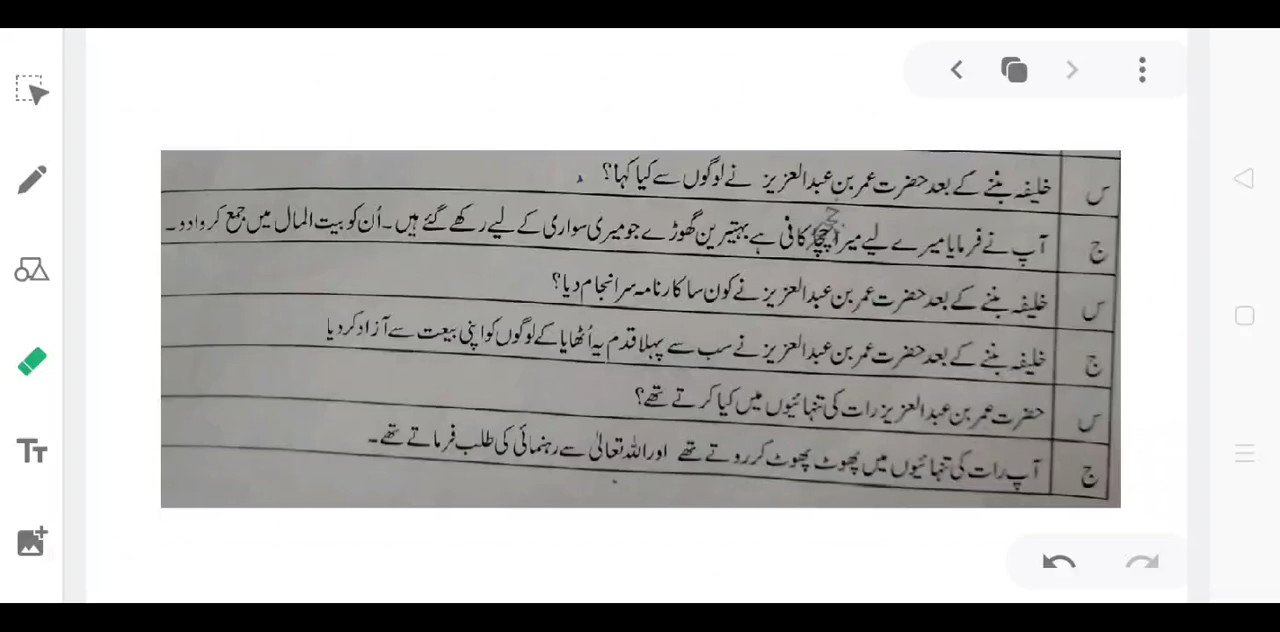 س خلیفہ بننے کے بعد حضرت عمر بن عبدالعزیز نے لوگوں سے کیا کہا؟
ج آپ نے فرمایا میرے لیے میرا کافی ہے بہتیرین گھوڑے جو میری سواری کے لیے رکھے گئے ہیں۔ اُن کو بیت المال میں جمع کروا دو۔
س خلیفہ بننے کے بعد حضرت عمر بن عبدالعزیز نے کون سا کارنامہ سرانجام دیا؟
ج خلیفہ بننے کے بعد حضرت عمر بن عبدالعزیز نے سب سے پہلا قدم یہ اُٹھایا کے لوگوں کو اپنی بیعت سے آزاد کر دیا
س حضرت عمر بن عبدالعزیز رات کی تنہائیوں میں کیا کرتے تھے؟
ج آپ رات کی تنہائیوں میں پھوٹ پھوٹ کر روتے تھے اور اللہ تعالیٰ سے رہنمائی کی طلب فرماتے تھے۔
Tт